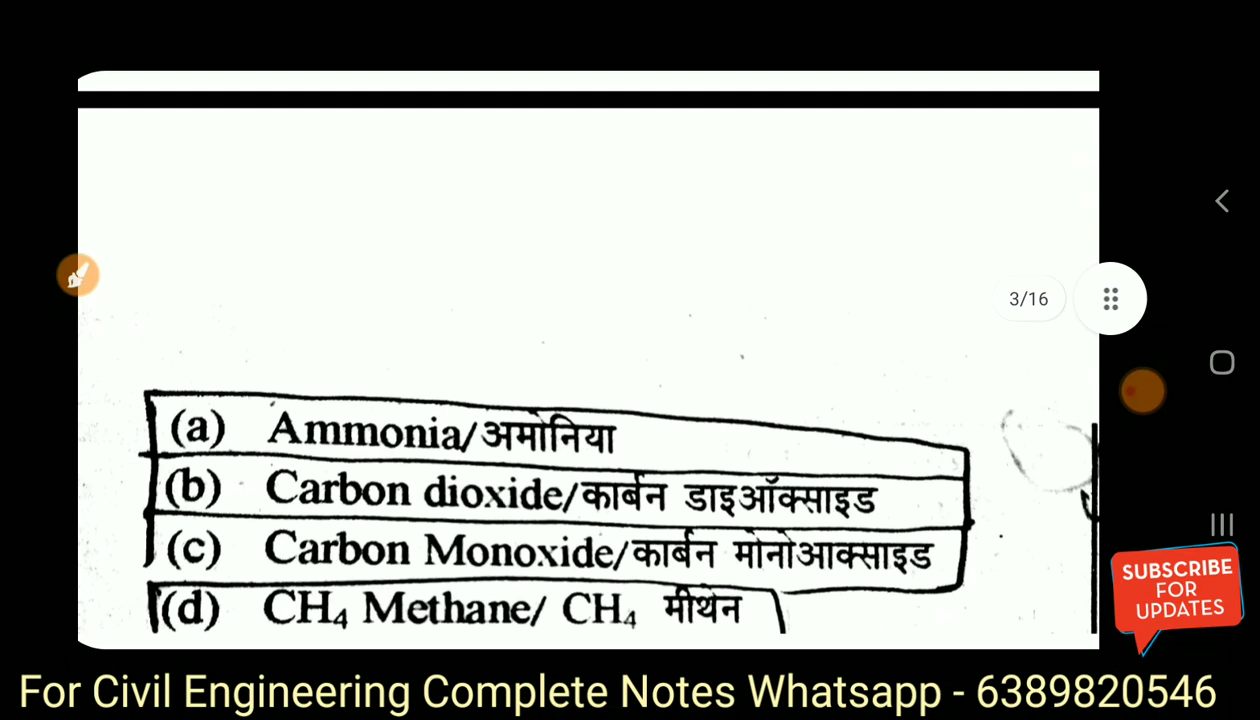 3/16
(a) Ammonia/अमोनिया
(b) Carbon dioxide/कार्बन डाइऑक्साइड
(c) Carbon Monoxide/कार्बन मोनोआक्साइड
(d) CH₄ Methane/ CH₄ मीथेन
SUBSCRIBE
FOR
UPDATES
For Civil Engineering Complete Notes Whatsapp - 6389820546